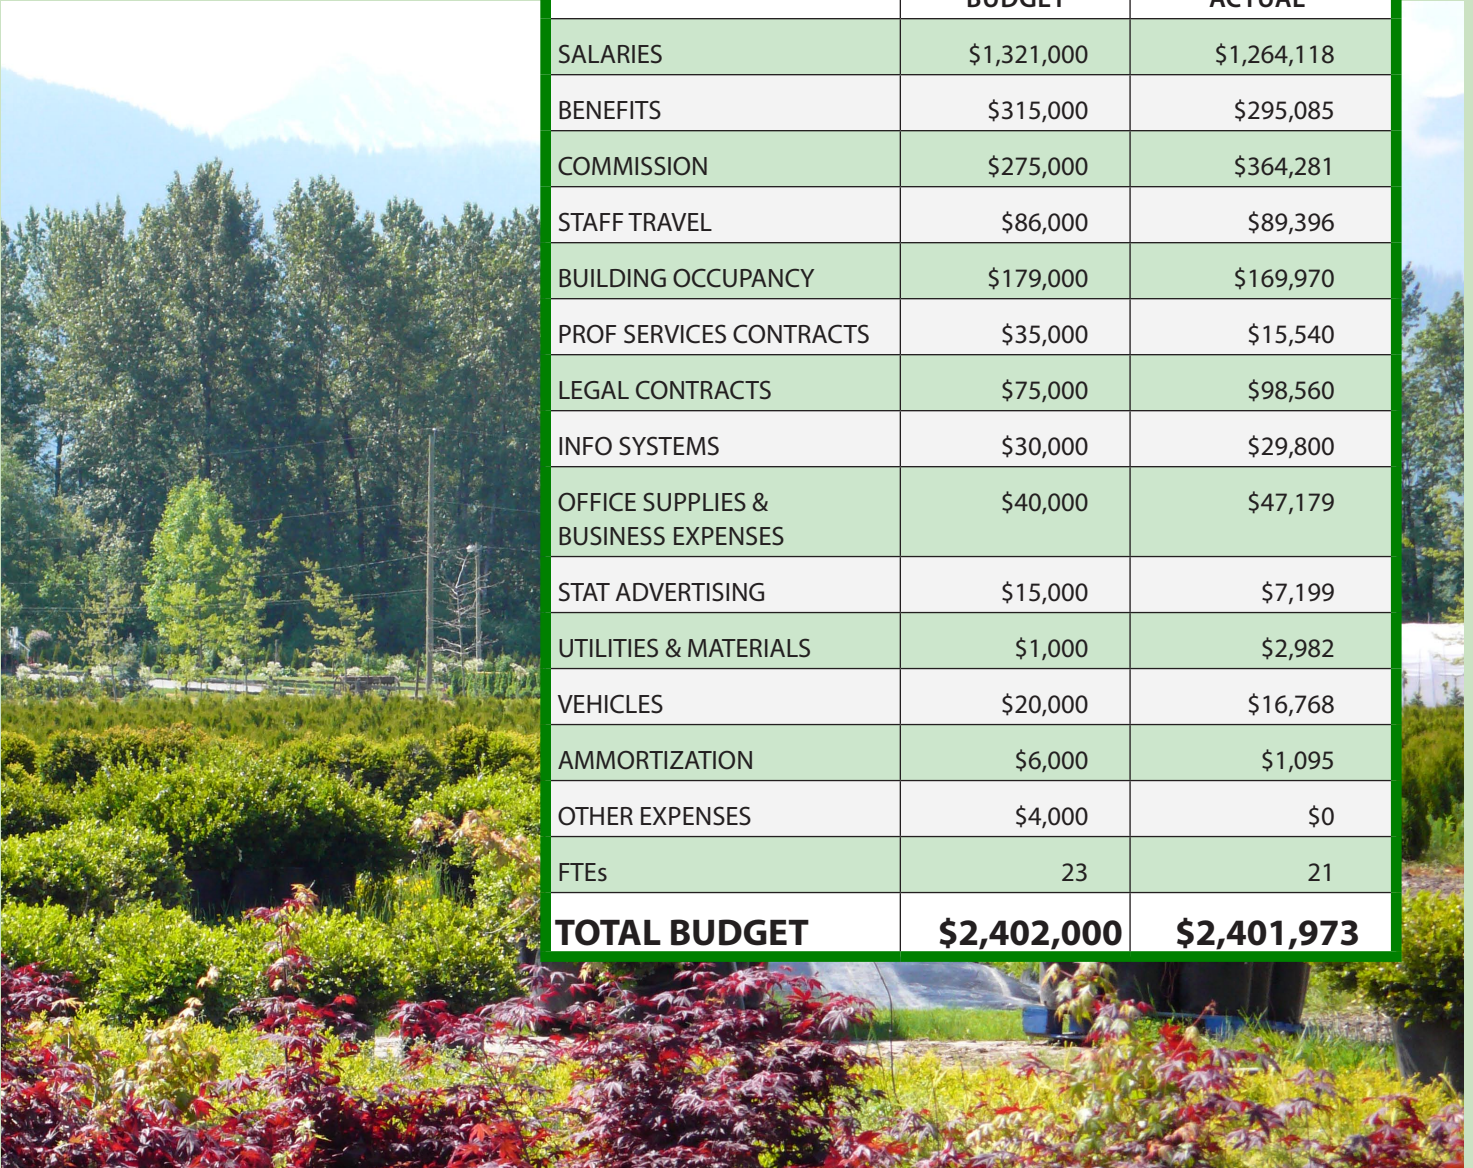 BUDGET ACTUAL
SALARIES $1,321,000 $1,264,118
BENEFITS $315,000 $295,085
COMMISSION $275,000 $364,281
STAFF TRAVEL $86,000 $89,396
BUILDING OCCUPANCY $179,000 $169,970
PROF SERVICES CONTRACTS $35,000 $15,540
LEGAL CONTRACTS $75,000 $98,560
INFO SYSTEMS $30,000 $29,800
OFFICE SUPPLIES & $40,000 $47,179
BUSINESS EXPENSES
STAT ADVERTISING $15,000 $7,199
UTILITIES & MATERIALS $1,000 $2,982
VEHICLES $20,000 $16,768
AMMORTIZATION $6,000 $1,095
OTHER EXPENSES $4,000 $0
FTEs 23 21
TOTAL BUDGET $2,402,000 $2,401,973